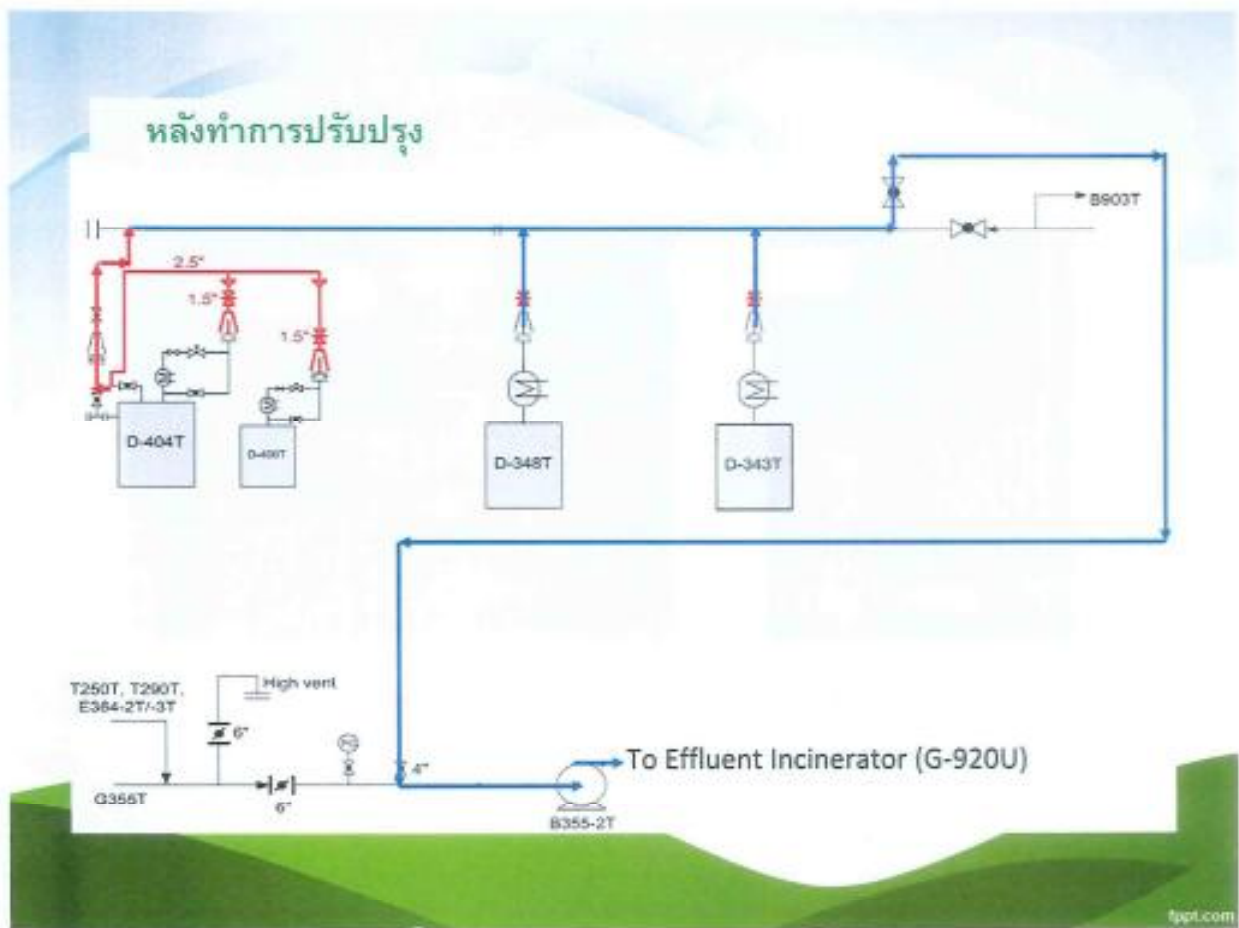 หลังทำการปรับปรุง
B903T
2.5"
1.5"
1.5"
D-404T
D-348T
D-343T
T250T, T290T,
E364-2T/-3T
High vent
6"
4"
To Effluent Incinerator (G-920U)
G355T
6"
B355-2T
fppt.com